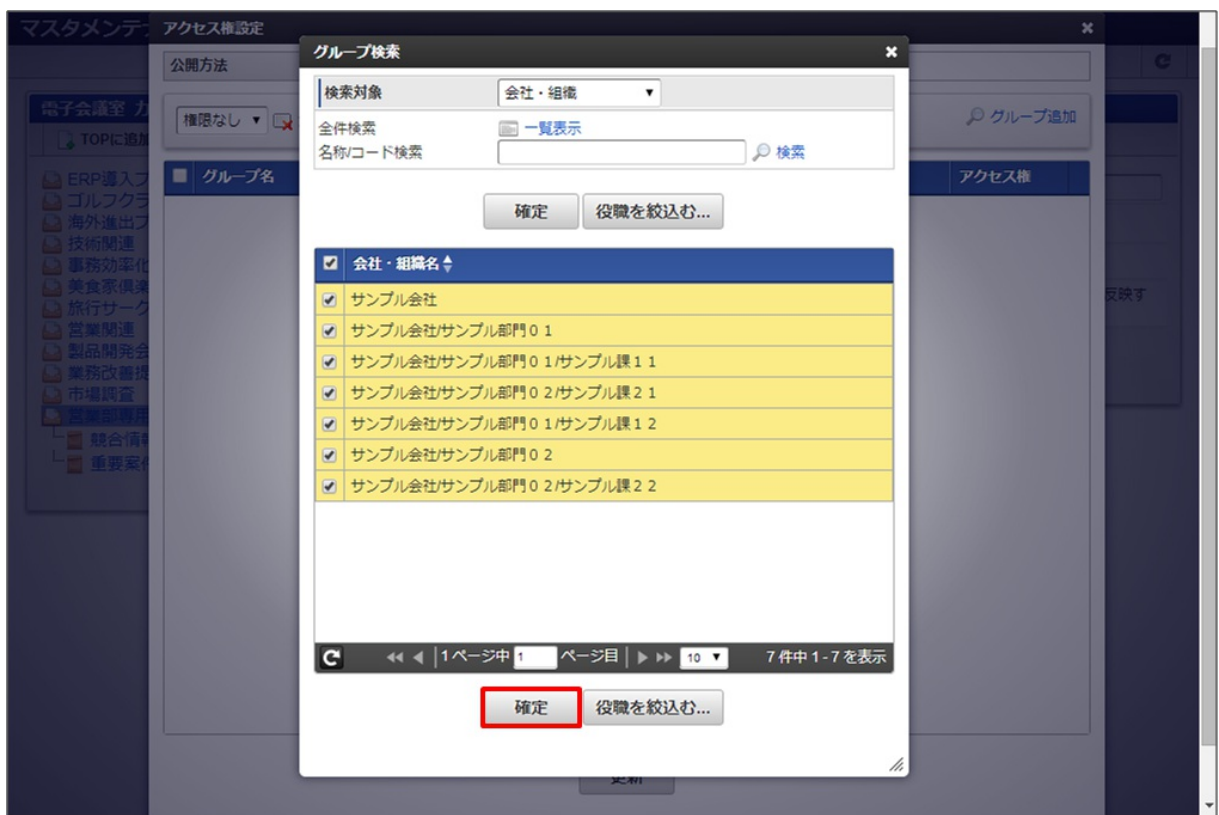 マスタメンテ
アクセス権設定
公開方法
電子会議室 カ
TOPに追加
権限なし
グループ追加
グループ名
アクセス権
ERP導入プ
ゴルフクラ
海外進出プ
技術関連
事務効率化
美食家倶楽
旅行サーク
営業関連
製品開発会
業務改善提
市場調査
営業部専用
競合情報
重要案件
反映す
グループ検索
検索対象 会社・組織
全件検索 一覧表示
名称/コード検索 検索
確定 役職を絞込む...
会社・組織名
サンプル会社
サンプル会社/サンプル部門０１
サンプル会社/サンプル部門０１/サンプル課１１
サンプル会社/サンプル部門０２/サンプル課２１
サンプル会社/サンプル部門０１/サンプル課１２
サンプル会社/サンプル部門０２
サンプル会社/サンプル部門０２/サンプル課２２
1ページ中 1 ページ目 10 7 件中 1 - 7 を表示
確定 役職を絞込む...
更新